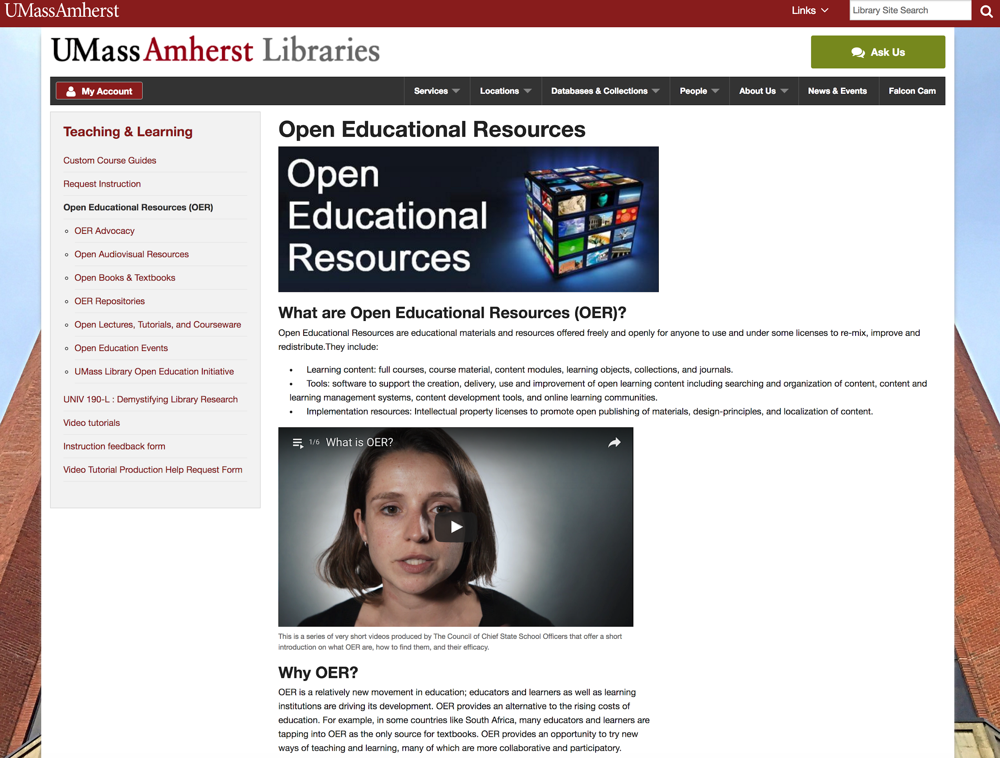 UMassAmherst
Links
Library Site Search
UMassAmherst Libraries
Ask Us
My Account
Services
Locations
Databases & Collections
People
About Us
News & Events
Falcon Cam
Teaching & Learning
Custom Course Guides
Request Instruction
Open Educational Resources (OER)
OER Advocacy
Open Audiovisual Resources
Open Books & Textbooks
OER Repositories
Open Lectures, Tutorials, and Courseware
Open Education Events
UMass Library Open Education Initiative
UNIV 190-L : Demystifying Library Research
Video tutorials
Instruction feedback form
Video Tutorial Production Help Request Form
Open Educational Resources
Open
Educational
Resources
What are Open Educational Resources (OER)?
Open Educational Resources are educational materials and resources offered freely and openly for anyone to use and under some licenses to re-mix, improve and
redistribute.They include:
• Learning content: full courses, course material, content modules, learning objects, collections, and journals.
• Tools: software to support the creation, delivery, use and improvement of open learning content including searching and organization of content, content and
learning management systems, content development tools, and online learning communities.
• Implementation resources: Intellectual property licenses to promote open publishing of materials, design-principles, and localization of content.
1/6 What is OER?
This is a series of very short videos produced by The Council of Chief State School Officers that offer a short
introduction on what OER are, how to find them, and their efficacy.
Why OER?
OER is a relatively new movement in education; educators and learners as well as learning
institutions are driving its development. OER provides an alternative to the rising costs of
education. For example, in some countries like South Africa, many educators and learners are
tapping into OER as the only source for textbooks. OER provides an opportunity to try new
ways of teaching and learning, many of which are more collaborative and participatory.